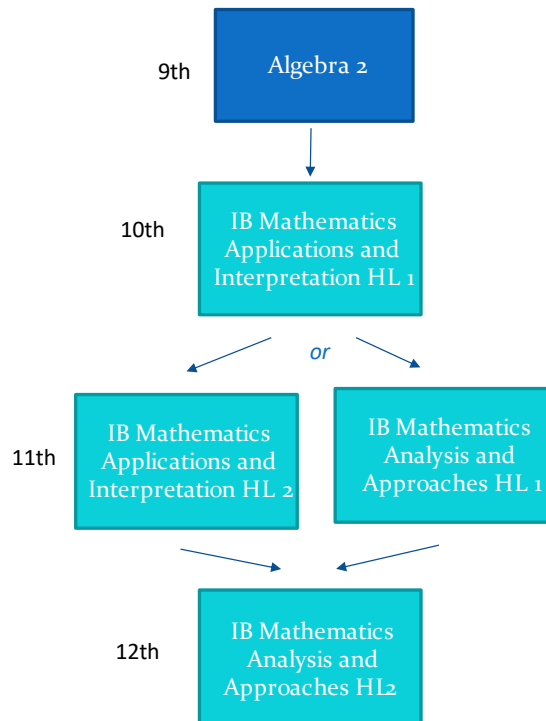 9th
Algebra 2
10th
IB Mathematics
Applications and
Interpretation HL 1
or
11th
IB Mathematics
Applications and
Interpretation HL 2
IB Mathematics
Analysis and
Approaches HL 1
12th
IB Mathematics
Analysis and
Approaches HL2